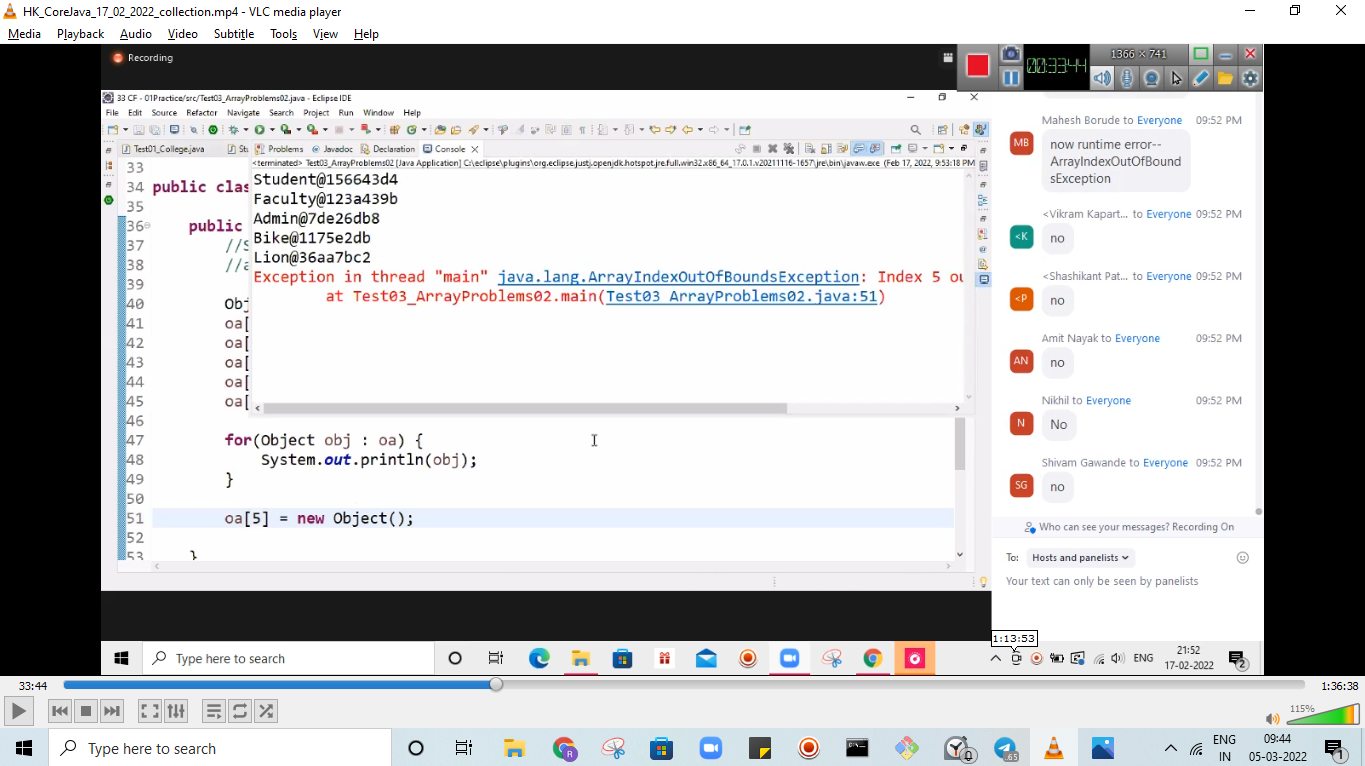 HK_CoreJava_17_02_2022_collection.mp4 - VLC media player
Media Playback Audio Video Subtitle Tools View Help
Recording
1366 × 741
00:33:44
33 CF - 01Practice/src/Test03_ArrayProblems02.java - Eclipse IDE
File Edit Source Refactor Navigate Search Project Run Window Help
Test01_College.java
Problems Javadoc Declaration Console
<terminated> Test03_ArrayProblems02 [Java Application] C:\eclipse\plugins\org.eclipse.justj.openjdk.hotspot.jre.full.win32.x86_64_17.0.1.v20211116-1657\jre\bin\javaw.exe (Feb 17, 2022, 9:53:18 PM
Student@156643d4
Faculty@123a439b
Admin@7de26db8
Bike@1175e2db
Lion@36aa7bc2
Exception in thread "main" java.lang.ArrayIndexOutOfBoundsException: Index 5 ou
at Test03_ArrayProblems02.main(Test03_ArrayProblems02.java:51)
33
34 public clas
35
36 public
37 //S
38 //a
39
40 Obj
41 oa[
42 oa[
43 oa[
44 oa[
45 oa[
46
47 for(Object obj : oa) {
48 System.out.println(obj);
49 }
50
51 oa[5] = new Object();
52
53 }
Mahesh Borude to Everyone 09:52 PM
MB
now runtime error--
ArrayIndexOutOfBound
sException
<Vikram Kapart... to Everyone 09:52 PM
<K
no
<Shashikant Pat... to Everyone 09:52 PM
<P
no
Amit Nayak to Everyone 09:52 PM
AN
no
Nikhil to Everyone 09:52 PM
N
No
Shivam Gawande to Everyone 09:52 PM
SG
no
Who can see your messages? Recording On
To: Hosts and panelists
Your text can only be seen by panelists
1:13:53
Type here to search
ENG
21:52
17-02-2022
2
33:44
1:36:38
115%
Type here to search
65
ENG
IN
09:44
05-03-2022
1